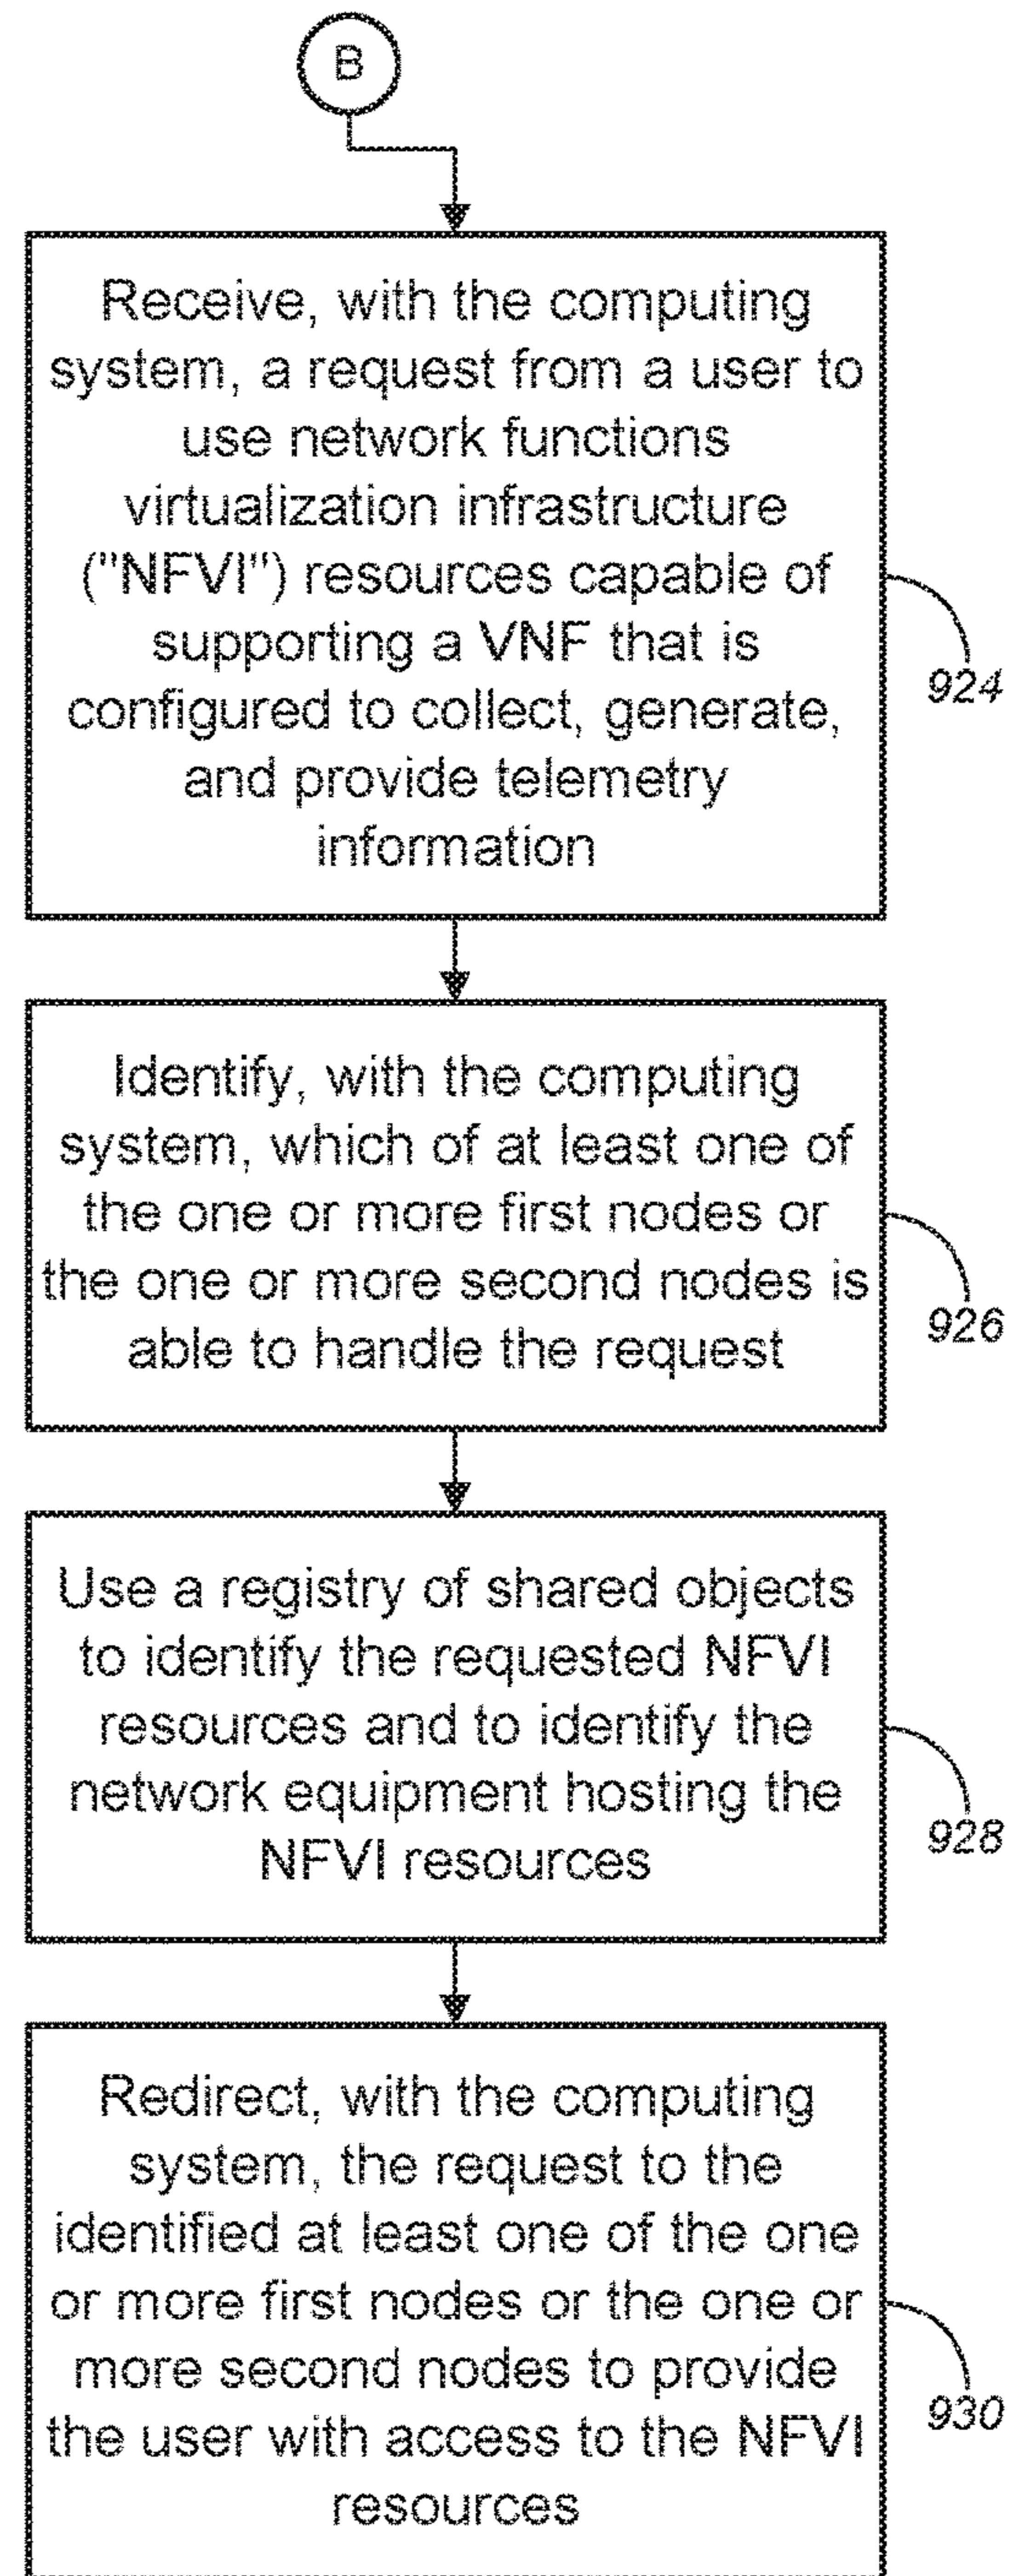 B
Receive, with the computing
system, a request from a user to
use network functions
virtualization infrastructure
("NFVI") resources capable of
supporting a VNF that is
configured to collect, generate,
and provide telemetry
information
924
Identify, with the computing
system, which of at least one of
the one or more first nodes or
the one or more second nodes is
able to handle the request
926
Use a registry of shared objects
to identify the requested NFVI
resources and to identify the
network equipment hosting the
NFVI resources
928
Redirect, with the computing
system, the request to the
identified at least one of the one
or more first nodes or the one or
more second nodes to provide
the user with access to the NFVI
resources
930